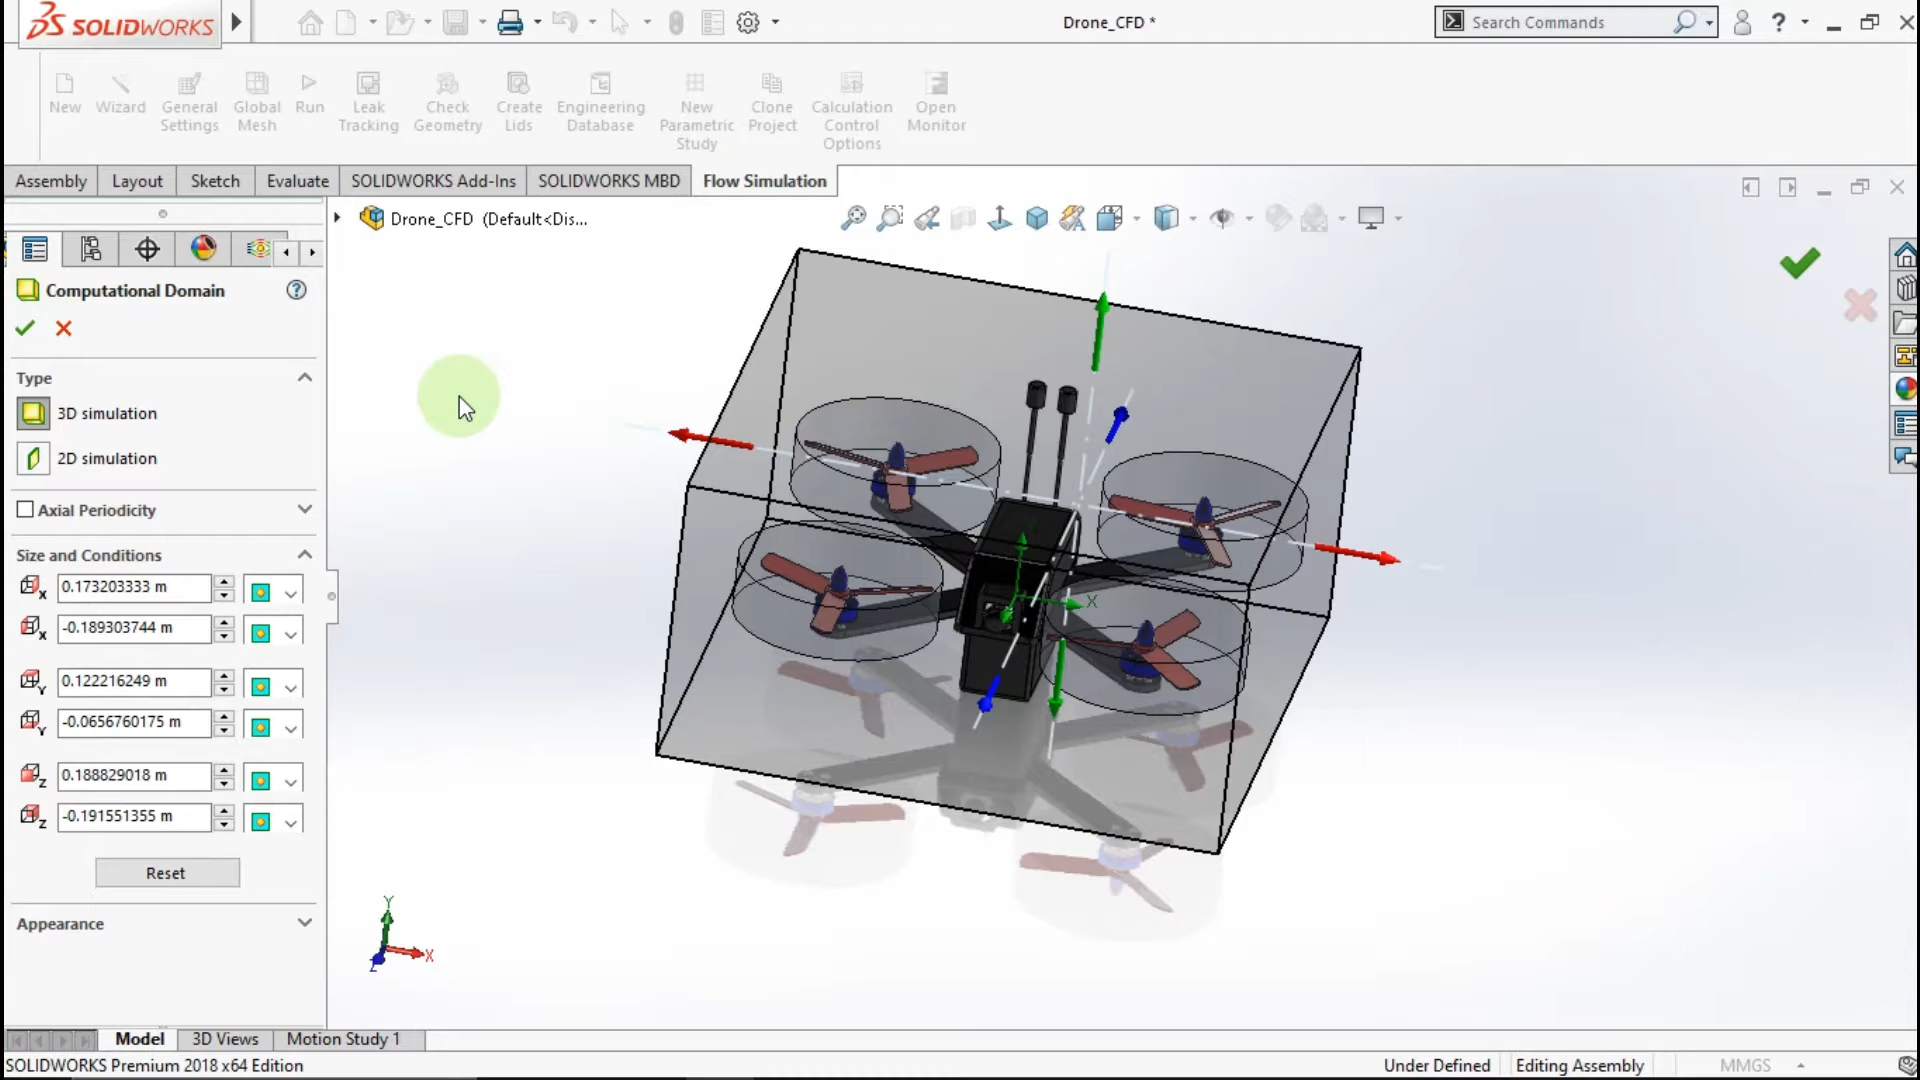 SOLIDWORKS
Drone_CFD *
Search Commands
?
New
Wizard
General Settings
Global Mesh
Run
Leak Tracking
Check Geometry
Create Lids
Engineering Database
New Parametric Study
Clone Project
Calculation Control Options
Open Monitor
Assembly
Layout
Sketch
Evaluate
SOLIDWORKS Add-Ins
SOLIDWORKS MBD
Flow Simulation
Drone_CFD (Default<Dis...
Computational Domain
?
Type
3D simulation
2D simulation
Axial Periodicity
Size and Conditions
X
0.173203333 m
X
-0.189303744 m
Y
0.122216249 m
Y
-0.0656760175 m
Z
0.188829018 m
Z
-0.191551355 m
Reset
Appearance
X
Y
X
Z
Model
3D Views
Motion Study 1
SOLIDWORKS Premium 2018 x64 Edition
Under Defined
Editing Assembly
MMGS